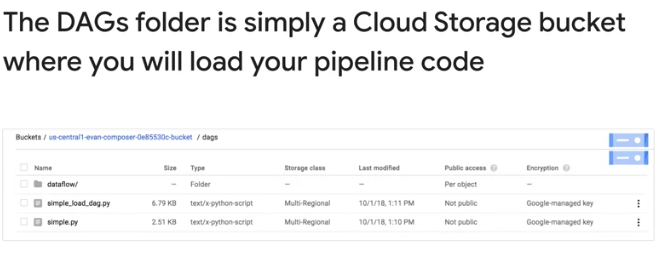 The DAGs folder is simply a Cloud Storage bucket
where you will load your pipeline code
Buckets / us-central1-evan-composer-0e85530c-bucket / dags
Name Size Type Storage class Last modified Public access Encryption
dataflow/ – Folder – – Per object –
simple_load_dag.py 6.79 KB text/x-python-script Multi-Regional 10/1/18, 1:11 PM Not public Google-managed key
simple.py 2.51 KB text/x-python-script Multi-Regional 10/1/18, 1:10 PM Not public Google-managed key